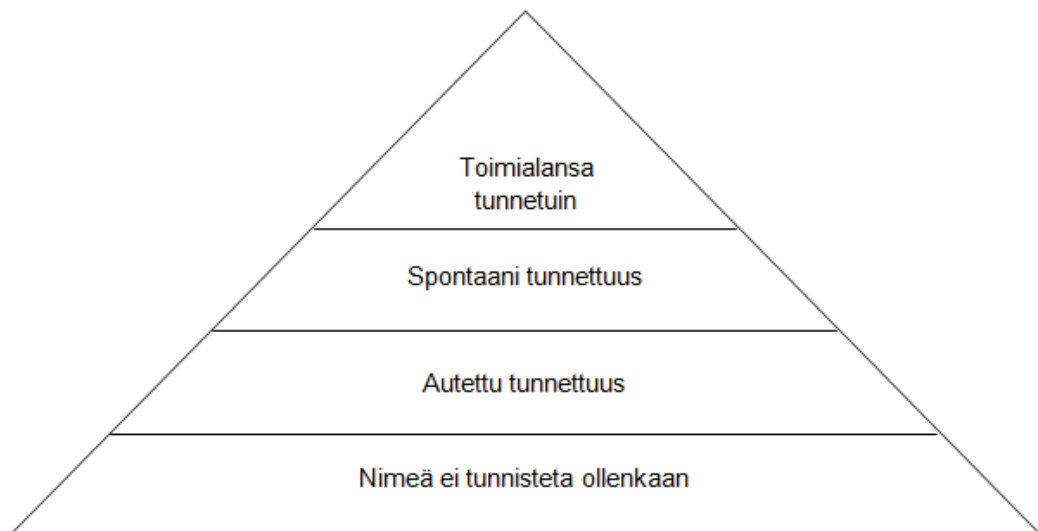 Toimialansa
tunnetuin
Spontaani tunnettuus
Autettu tunnettuus
Nimeä ei tunnisteta ollenkaan